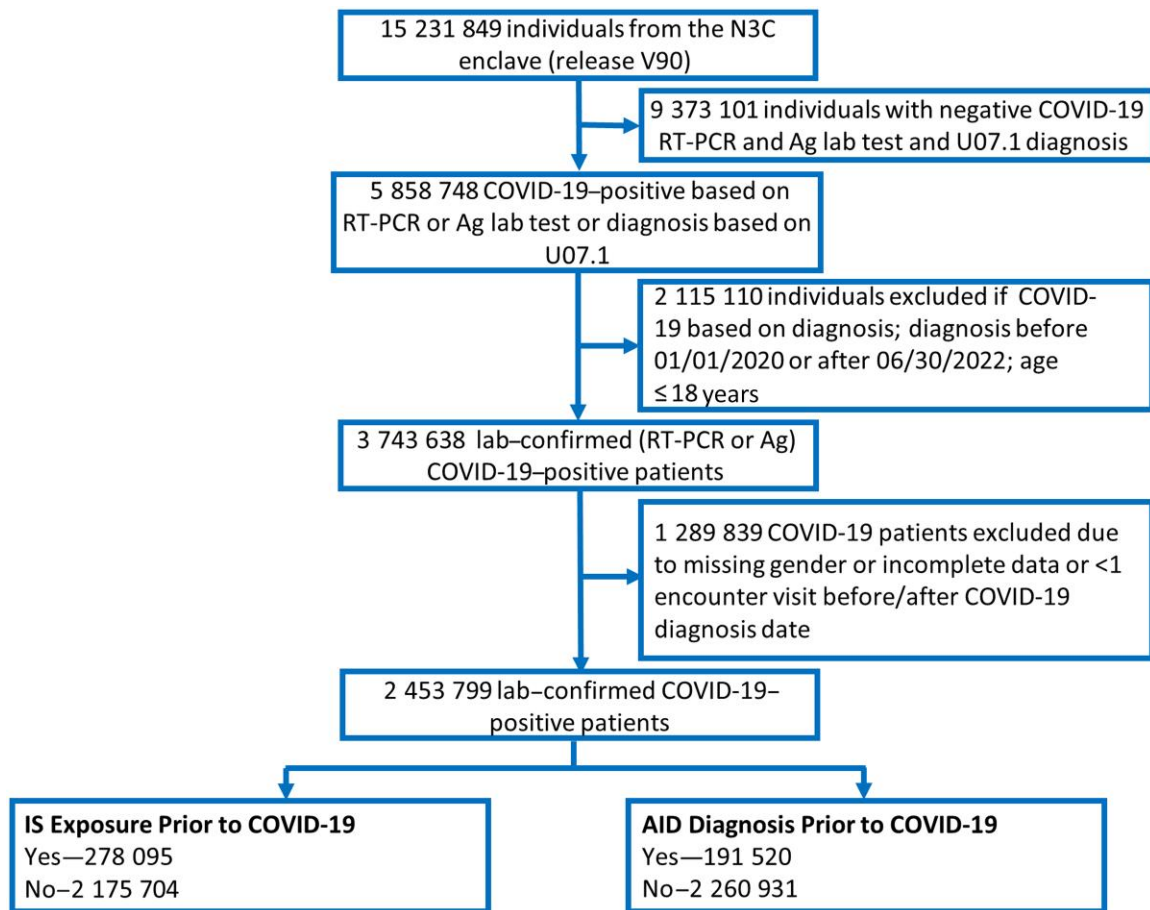 15 231 849 individuals from the N3C
enclave (release V90)
9 373 101 individuals with negative COVID-19
RT-PCR and Ag lab test and U07.1 diagnosis
5 858 748 COVID-19–positive based on
RT-PCR or Ag lab test or diagnosis based on
U07.1
2 115 110 individuals excluded if COVID-
19 based on diagnosis; diagnosis before
01/01/2020 or after 06/30/2022; age
≤18 years
3 743 638 lab–confirmed (RT-PCR or Ag)
COVID-19–positive patients
1 289 839 COVID-19 patients excluded due
to missing gender or incomplete data or <1
encounter visit before/after COVID-19
diagnosis date
2 453 799 lab–confirmed COVID-19–
positive patients
IS Exposure Prior to COVID-19
Yes—278 095
No–2 175 704
AID Diagnosis Prior to COVID-19
Yes—191 520
No–2 260 931